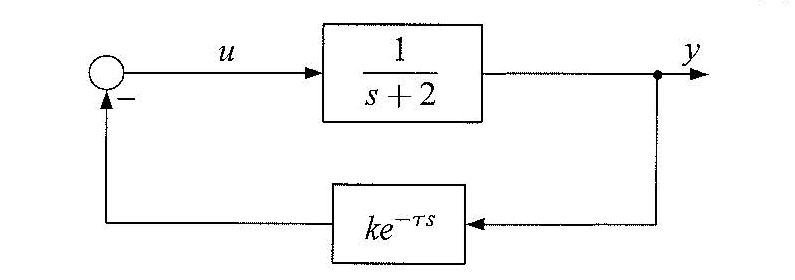 u
1
s + 2
y
−
ke^{−τs}